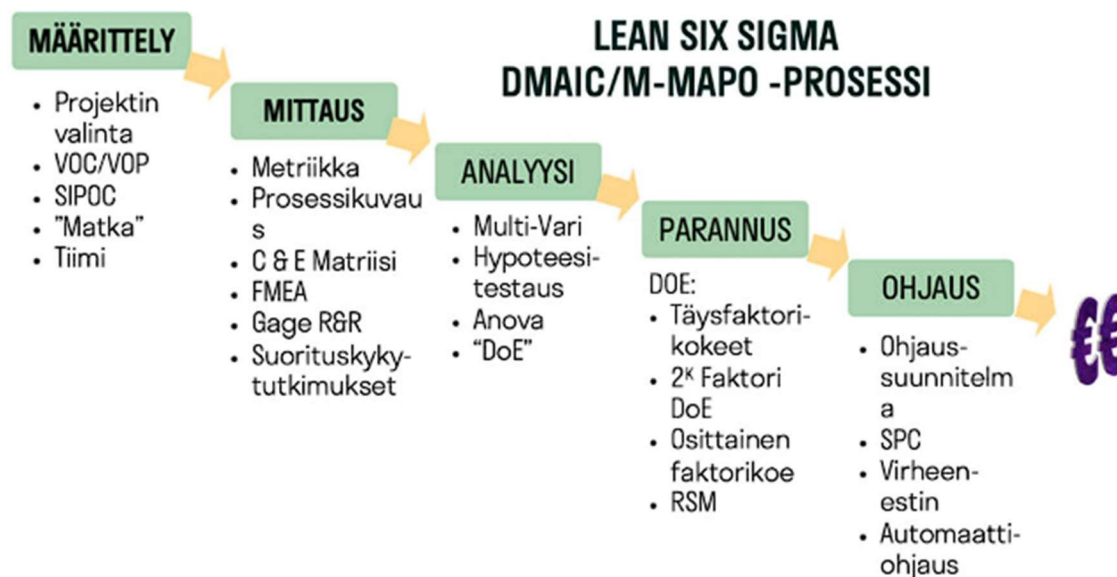 MÄÄRITTELY
• Projektin
valinta
• VOC/VOP
• SIPOC
• "Matka"
• Tiimi
LEAN SIX SIGMA
DMAIC/M-MAPO -PROSESSI
MITTAUS
• Metriikka
• Prosessikuvau
s
• C & E Matriisi
• FMEA
• Gage R&R
• Suorituskyky-
tutkimukset
ANALYYSI
• Multi-Vari
• Hypoteesi-
testaus
• Anova
• "DoE"
PARANNUS
DOE:
• Täysfaktori-
kokeet
• 2ᴷ Faktori
DoE
• Osittainen
faktorikoe
• RSM
OHJAUS
• Ohjaus-
suunnitelm
a
• SPC
• Virheen-
estin
• Automaatti-
ohjaus
€€